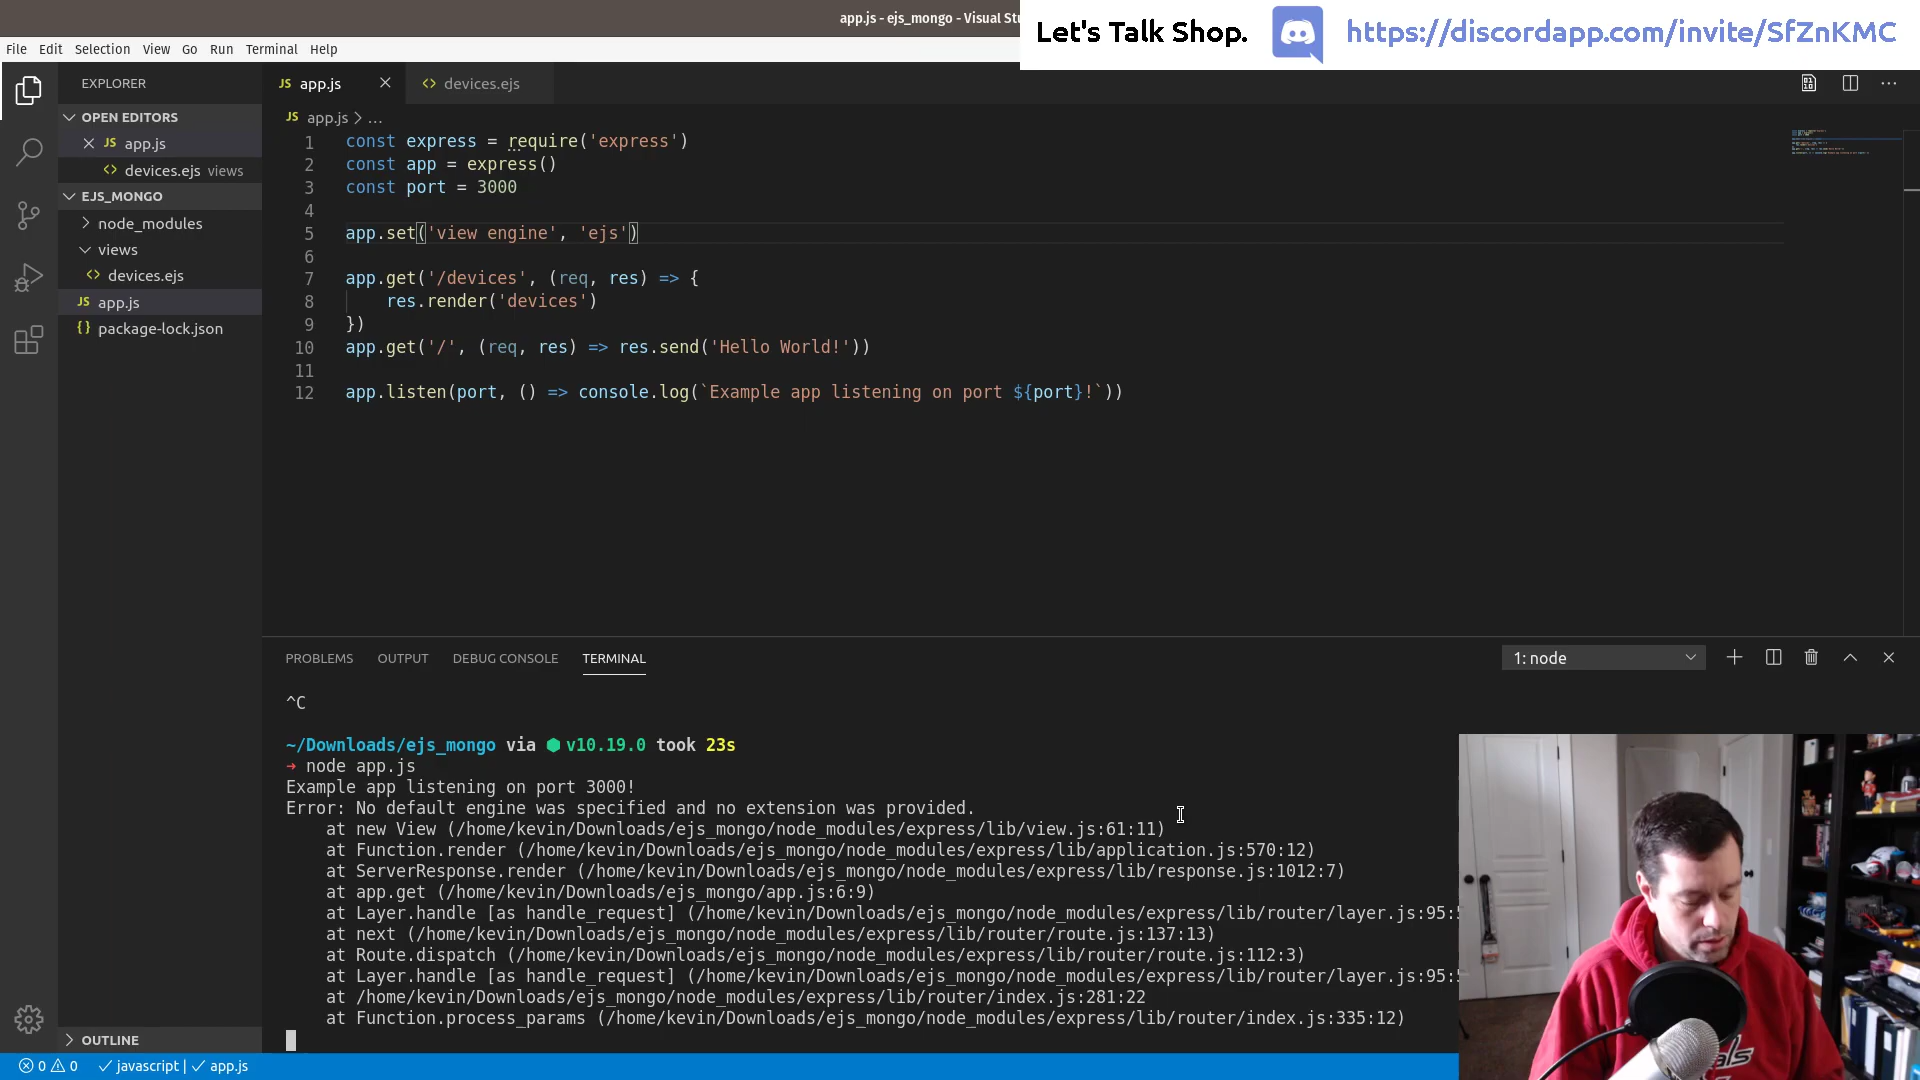 app.js - ejs_mongo - Visual Stu
Let's Talk Shop.
https://discordapp.com/invite/SfZnKMC
File Edit Selection View Go Run Terminal Help
EXPLORER
OPEN EDITORS
JS app.js
<> devices.ejs views
EJS_MONGO
node_modules
views
<> devices.ejs
JS app.js
{} package-lock.json
OUTLINE
JS app.js
<> devices.ejs
JS app.js > ...
1 const express = require('express')
2 const app = express()
3 const port = 3000
4
5 app.set('view engine', 'ejs')
6
7 app.get('/devices', (req, res) => {
8 res.render('devices')
9 })
10 app.get('/', (req, res) => res.send('Hello World!'))
11
12 app.listen(port, () => console.log(`Example app listening on port ${port}!`))
PROBLEMS OUTPUT DEBUG CONSOLE TERMINAL
1: node
^C
~/Downloads/ejs_mongo via ⬢ v10.19.0 took 23s
➜ node app.js
Example app listening on port 3000!
Error: No default engine was specified and no extension was provided.
at new View (/home/kevin/Downloads/ejs_mongo/node_modules/express/lib/view.js:61:11)
at Function.render (/home/kevin/Downloads/ejs_mongo/node_modules/express/lib/application.js:570:12)
at ServerResponse.render (/home/kevin/Downloads/ejs_mongo/node_modules/express/lib/response.js:1012:7)
at app.get (/home/kevin/Downloads/ejs_mongo/app.js:6:9)
at Layer.handle [as handle_request] (/home/kevin/Downloads/ejs_mongo/node_modules/express/lib/router/layer.js:95:
at next (/home/kevin/Downloads/ejs_mongo/node_modules/express/lib/router/route.js:137:13)
at Route.dispatch (/home/kevin/Downloads/ejs_mongo/node_modules/express/lib/router/route.js:112:3)
at Layer.handle [as handle_request] (/home/kevin/Downloads/ejs_mongo/node_modules/express/lib/router/layer.js:95:
at /home/kevin/Downloads/ejs_mongo/node_modules/express/lib/router/index.js:281:22
at Function.process_params (/home/kevin/Downloads/ejs_mongo/node_modules/express/lib/router/index.js:335:12)
0 0 ✓ javascript | ✓ app.js